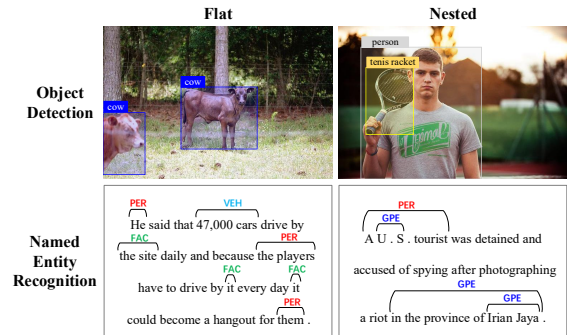 Flat
Nested
Object
Detection
cow
cow
person
tenis racket
Named
Entity
Recognition
PER
VEH
He said that 47,000 cars drive by
FAC
PER
the site daily and because the players
FAC
FAC
have to drive by it every day it
PER
could become a hangout for them .
PER
GPE
A U . S . tourist was detained and
accused of spying after photographing
GPE
GPE
a riot in the province of Irian Jaya .